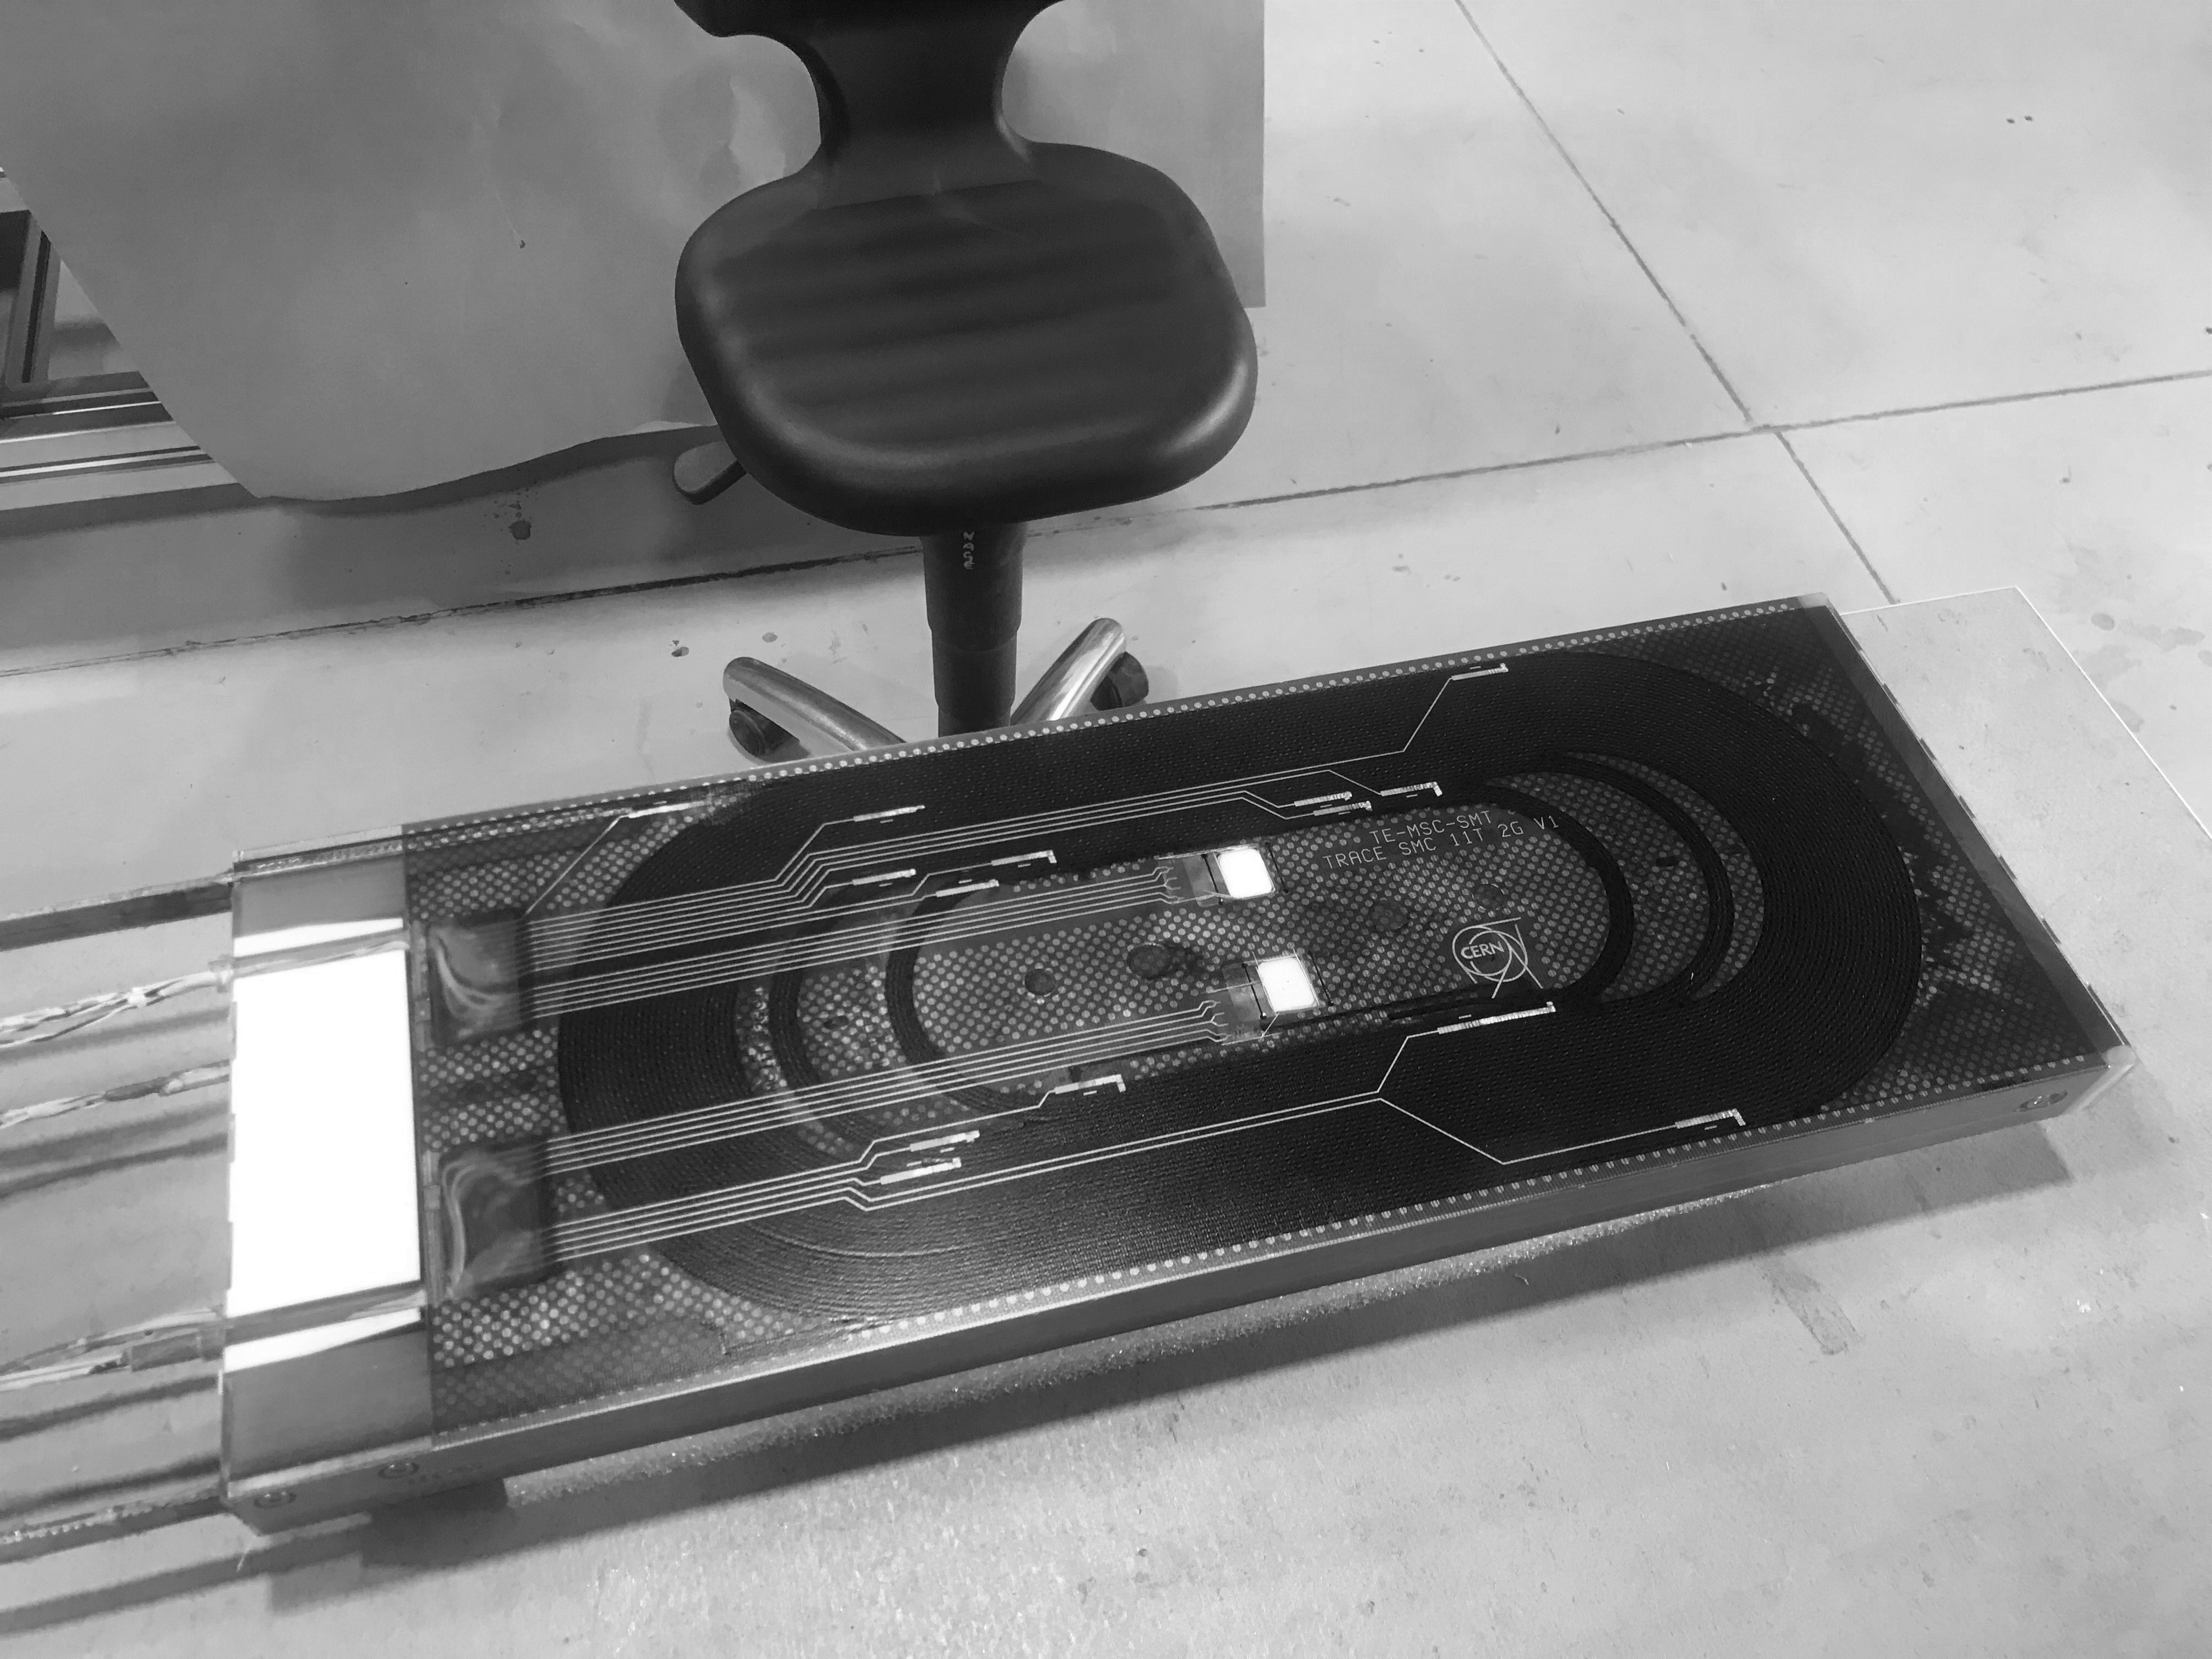 TE-MSC-SMT
TRACE SMC 11T 2G V1
CERN